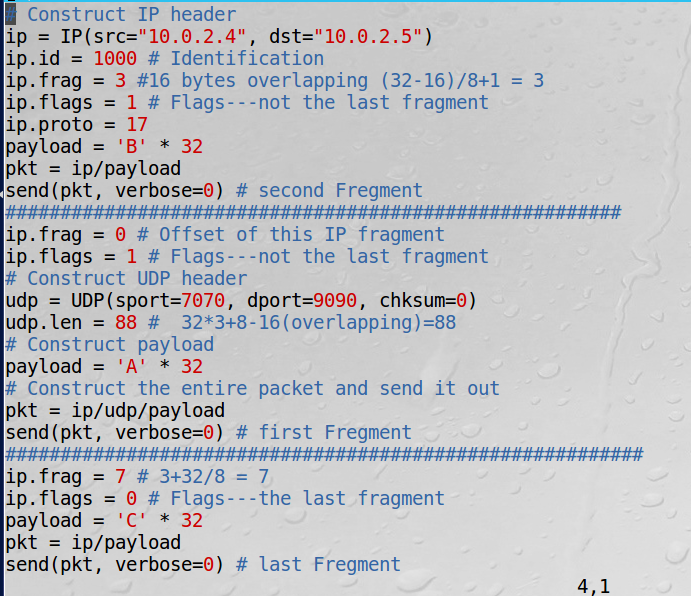 # Construct IP header
ip = IP(src="10.0.2.4", dst="10.0.2.5")
ip.id = 1000 # Identification
ip.frag = 3 #16 bytes overlapping (32-16)/8+1 = 3
ip.flags = 1 # Flags---not the last fragment
ip.proto = 17
payload = 'B' * 32
pkt = ip/payload
send(pkt, verbose=0) # second Fregment
########################################################
ip.frag = 0 # Offset of this IP fragment
ip.flags = 1 # Flags---not the last fragment
# Construct UDP header
udp = UDP(sport=7070, dport=9090, chksum=0)
udp.len = 88 #  32*3+8-16(overlapping)=88
# Construct payload
payload = 'A' * 32
# Construct the entire packet and send it out
pkt = ip/udp/payload
send(pkt, verbose=0) # first Fregment
##########################################################
ip.frag = 7 # 3+32/8 = 7
ip.flags = 0 # Flags---the last fragment
payload = 'C' * 32
pkt = ip/payload
send(pkt, verbose=0) # last Fregment
4,1